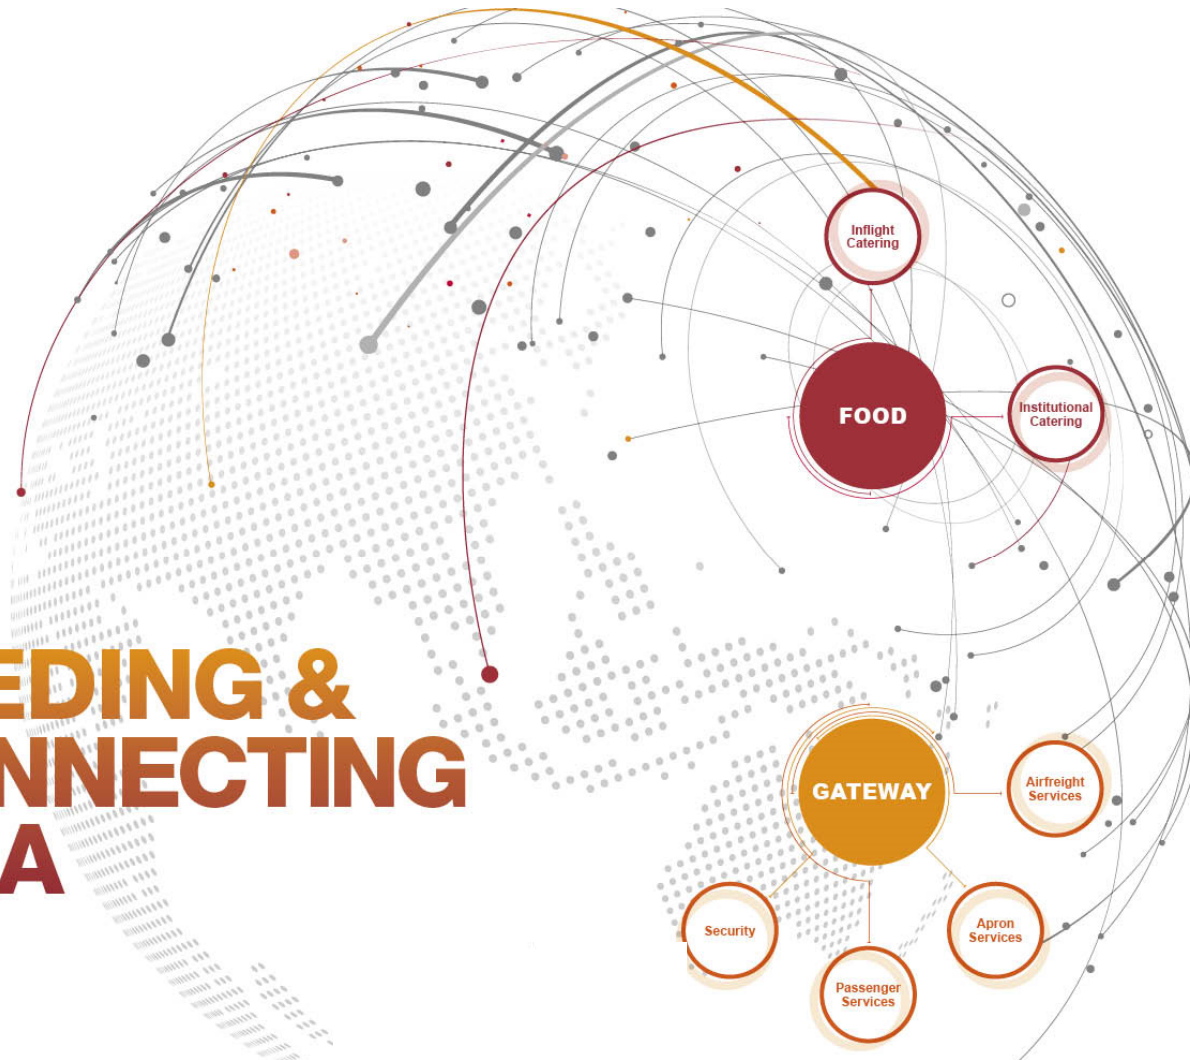 Inflight
Catering
FOOD
Institutional
Catering
EDING &
NNECTING
A
GATEWAY
Airfreight
Services
Security
Apron
Services
Passenger
Services